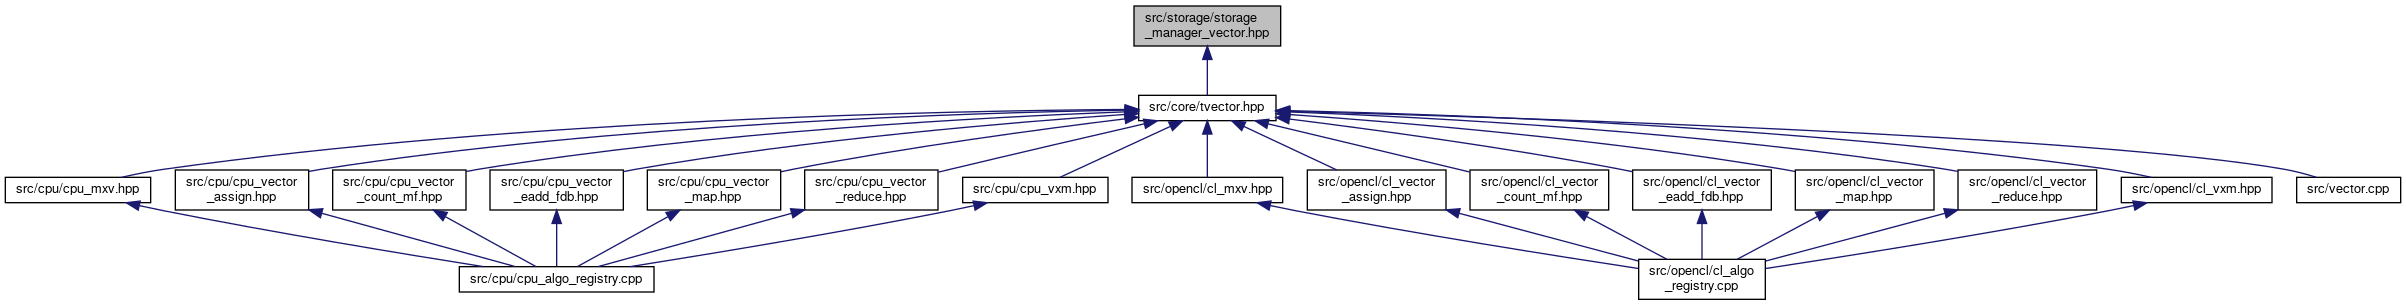 src/storage/storage
_manager_vector.hpp
src/core/tvector.hpp
src/cpu/cpu_mxv.hpp
src/cpu/cpu_vector
_assign.hpp
src/cpu/cpu_vector
_count_mf.hpp
src/cpu/cpu_vector
_eadd_fdb.hpp
src/cpu/cpu_vector
_map.hpp
src/cpu/cpu_vector
_reduce.hpp
src/cpu/cpu_vxm.hpp
src/opencl/cl_mxv.hpp
src/opencl/cl_vector
_assign.hpp
src/opencl/cl_vector
_count_mf.hpp
src/opencl/cl_vector
_eadd_fdb.hpp
src/opencl/cl_vector
_map.hpp
src/opencl/cl_vector
_reduce.hpp
src/opencl/cl_vxm.hpp
src/vector.cpp
src/cpu/cpu_algo_registry.cpp
src/opencl/cl_algo
_registry.cpp